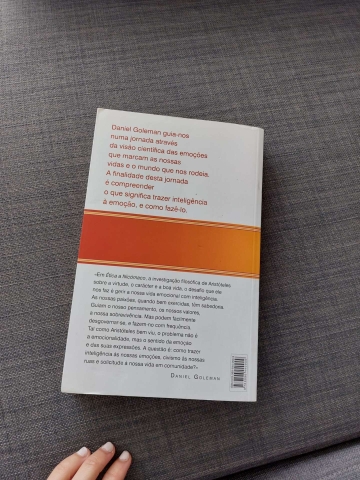 Daniel Goleman guia-nos
numa jornada através
da visão científica das emoções
que marcam as nossas
vidas e o mundo que nos rodeia.
A finalidade desta jornada
é compreender
o que significa trazer inteligência
à emoção, e como fazê-lo.
«Em Ética a Nicómaco, a investigação filosófica de Aristóteles
sobre a virtude, o carácter e a boa vida, o desafio que ele
nos faz é gerir a nossa vida emocional com inteligência.
As nossas paixões, quando bem exercidas, têm sabedoria.
Guiam o nosso pensamento, os nossos valores,
a nossa sobrevivência. Mas podem facilmente
desgovernar-se, e fazem-no com frequência.
Tal como Aristóteles bem viu, o problema não é
a emocionalidade, mas o sentido da emoção
e das suas expressões. A questão é: como trazer
inteligência às nossas emoções, civismo às nossas
ruas e solicitude à nossa vida em comunidade?»
DANIEL GOLEMAN